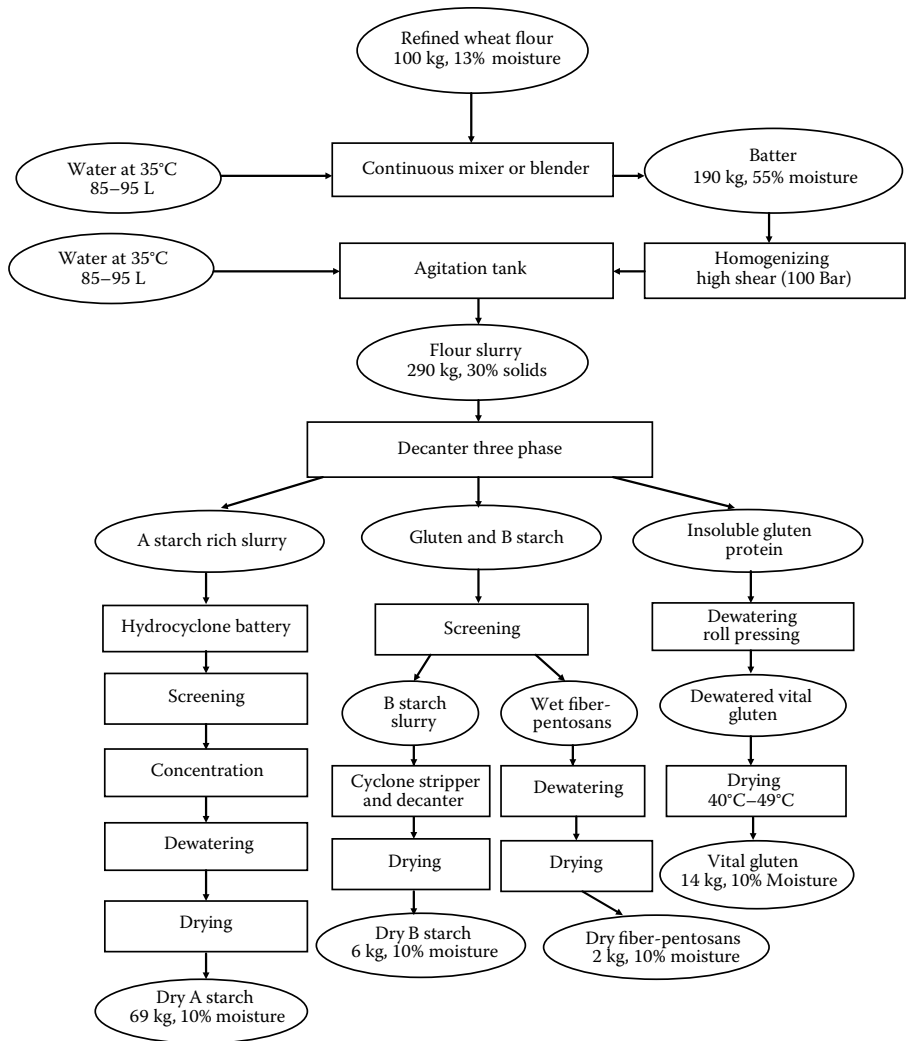 Refined wheat flour
100 kg, 13% moisture
Water at 35°C
85–95 L
Continuous mixer or blender
Batter
190 kg, 55% moisture
Water at 35°C
85–95 L
Agitation tank
Homogenizing
high shear (100 Bar)
Flour slurry
290 kg, 30% solids
Decanter three phase
A starch rich slurry
Gluten and B starch
Insoluble gluten
protein
Hydrocyclone battery
Screening
Dewatering
roll pressing
Screening
B starch
slurry
Wet fiber-
pentosans
Dewatered vital
gluten
Concentration
Cyclone stripper
and decanter
Dewatering
Drying
40°C–49°C
Dewatering
Drying
Drying
Vital gluten
14 kg, 10% Moisture
Drying
Dry B starch
6 kg, 10% moisture
Dry fiber-pentosans
2 kg, 10% moisture
Dry A starch
69 kg, 10% moisture